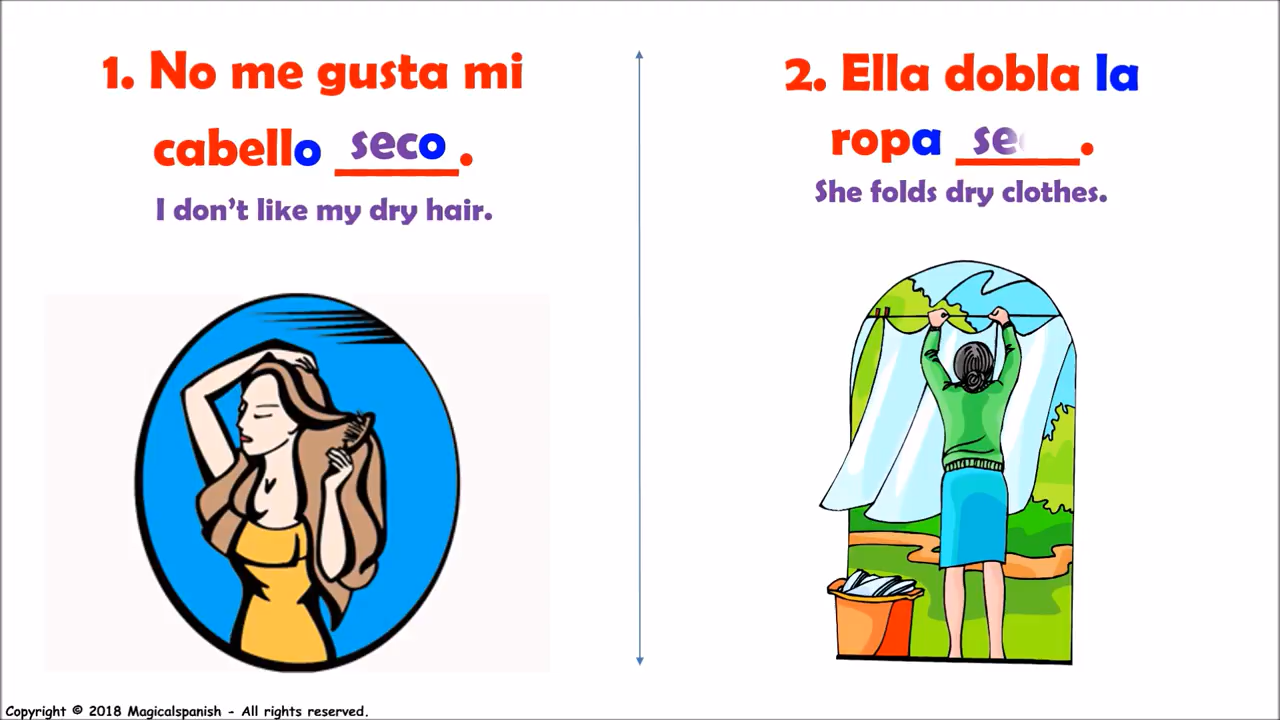 1. No me gusta mi
cabello seco.
I don't like my dry hair.
2. Ella dobla la
ropa .
She folds dry clothes.
Copyright © 2018 Magicalspanish - All rights reserved.